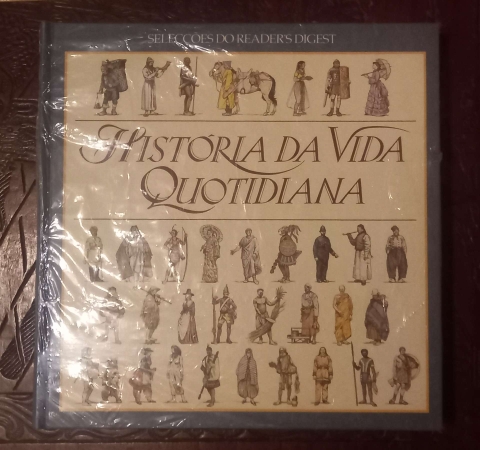 SELECÇÕES DO READER'S DIGEST
HISTÓRIA DA VIDA
QUOTIDIANA